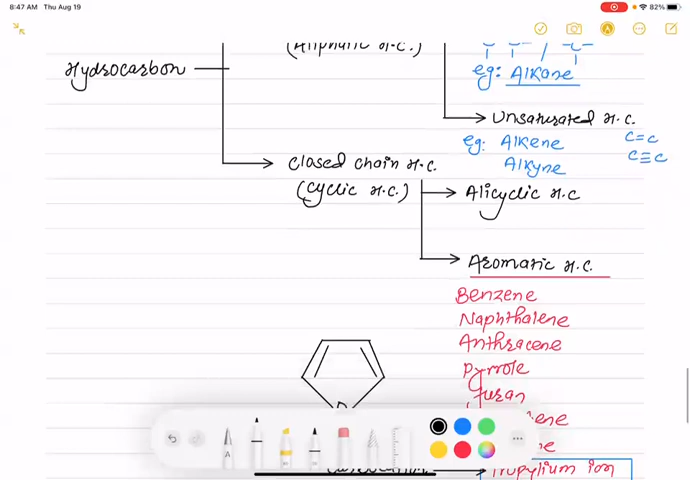 8:47 AM Thu Aug 19
82%
(Aliphatic H.C.)
Hydrocarbon
eg: Alkane
Unsaturated H.C.
eg: Alkene
C=C
Alkyne
C≡C
Closed chain H.C.
(cyclic H.C.)
Alicyclic H.C
Aromatic H.C.
Benzene
Naphthalene
Anthracene
Pyrrole
furan
Tropylium ion
A